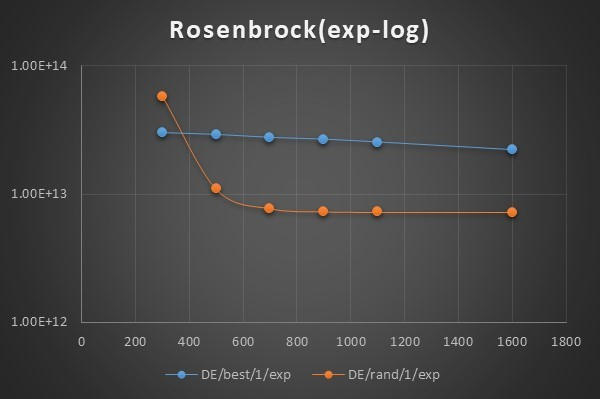 Rosenbrock(exp-log)
1.00E+14
1.00E+13
1.00E+12
0 200 400 600 800 1000 1200 1400 1600 1800
DE/best/1/exp DE/rand/1/exp